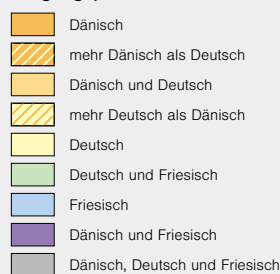 Dänisch
mehr Dänisch als Deutsch
Dänisch und Deutsch
mehr Deutsch als Dänisch
Deutsch
Deutsch und Friesisch
Friesisch
Dänisch und Friesisch
Dänisch, Deutsch und Friesisch